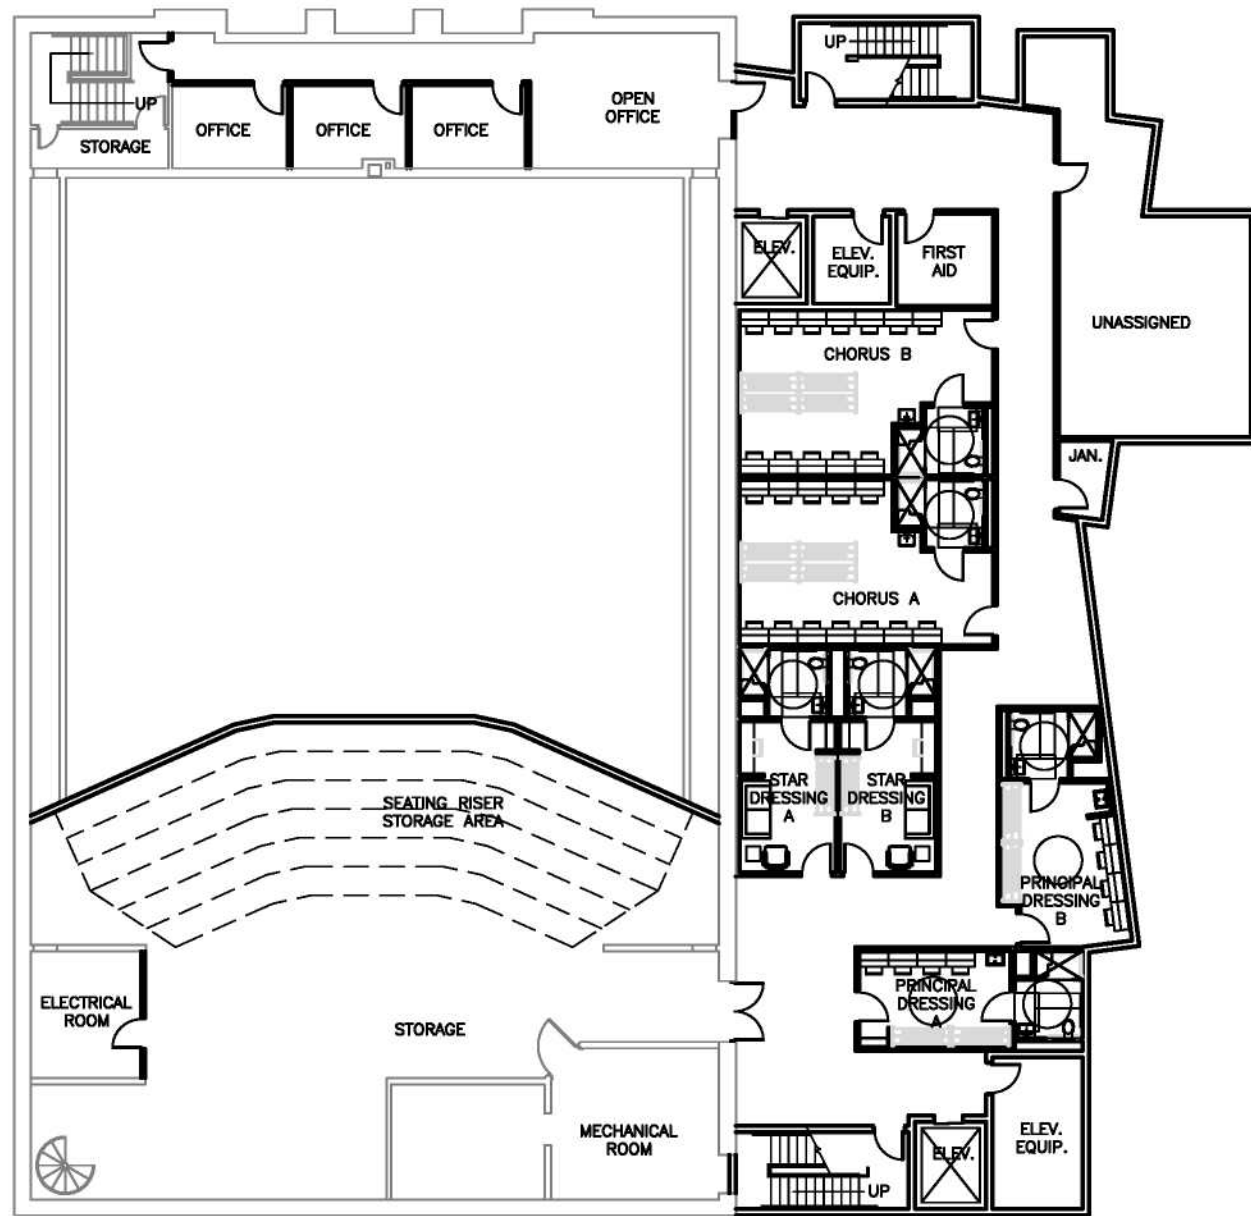 UP
UP
STORAGE
OFFICE
OFFICE
OFFICE
OPEN
OFFICE
ELEV.
ELEV.
EQUIP.
FIRST
AID
UNASSIGNED
CHORUS B
JAN.
CHORUS A
STAR
DRESSING
A
STAR
DRESSING
B
SEATING RISER
STORAGE AREA
PRINCIPAL
DRESSING
B
PRINCIPAL
DRESSING
A
ELECTRICAL
ROOM
STORAGE
MECHANICAL
ROOM
UP
ELEV.
ELEV.
EQUIP.